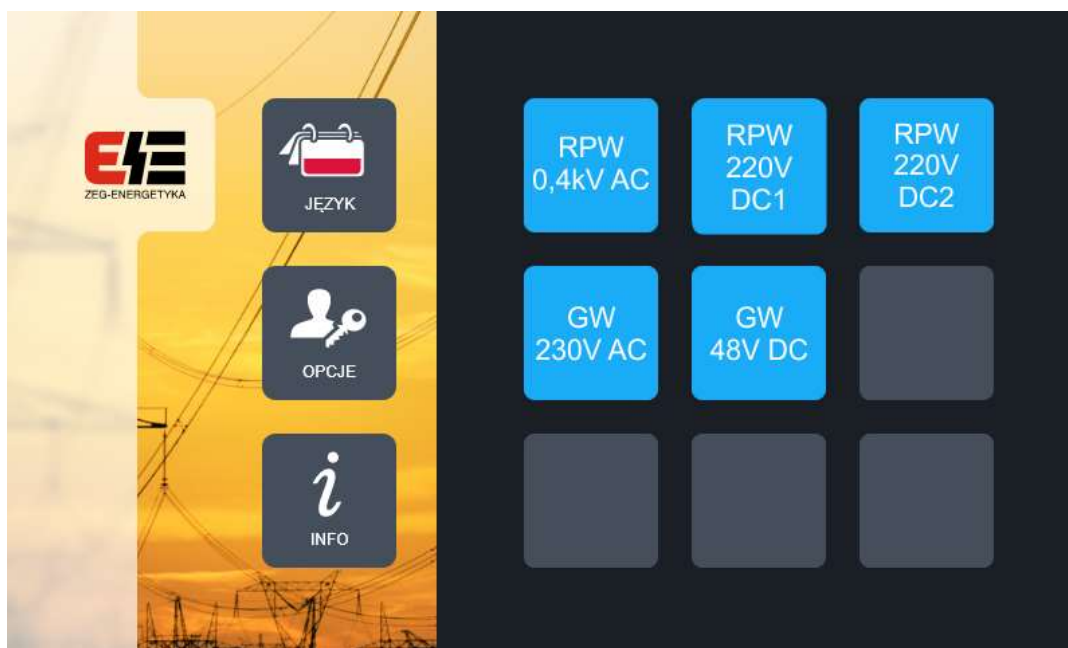 ZEG-ENERGETYKA
JĘZYK
OPCJE
i
INFO
RPW
0,4kV AC
RPW
220V
DC1
RPW
220V
DC2
GW
230V AC
GW
48V DC